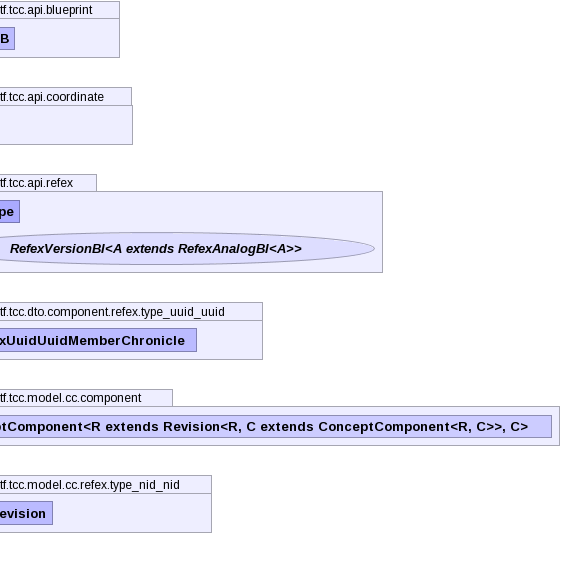 tf.tcc.api.blueprint
B
tf.tcc.api.coordinate
tf.tcc.api.refex
pe
RefexVersionBI<A extends RefexAnalogBI<A>>
tf.tcc.dto.component.refex.type_uuid_uuid
xUuidUuidMemberChronicle
tf.tcc.model.cc.component
ptComponent<R extends Revision<R, C extends ConceptComponent<R, C>>, C>
tf.tcc.model.cc.refex.type_nid_nid
evision